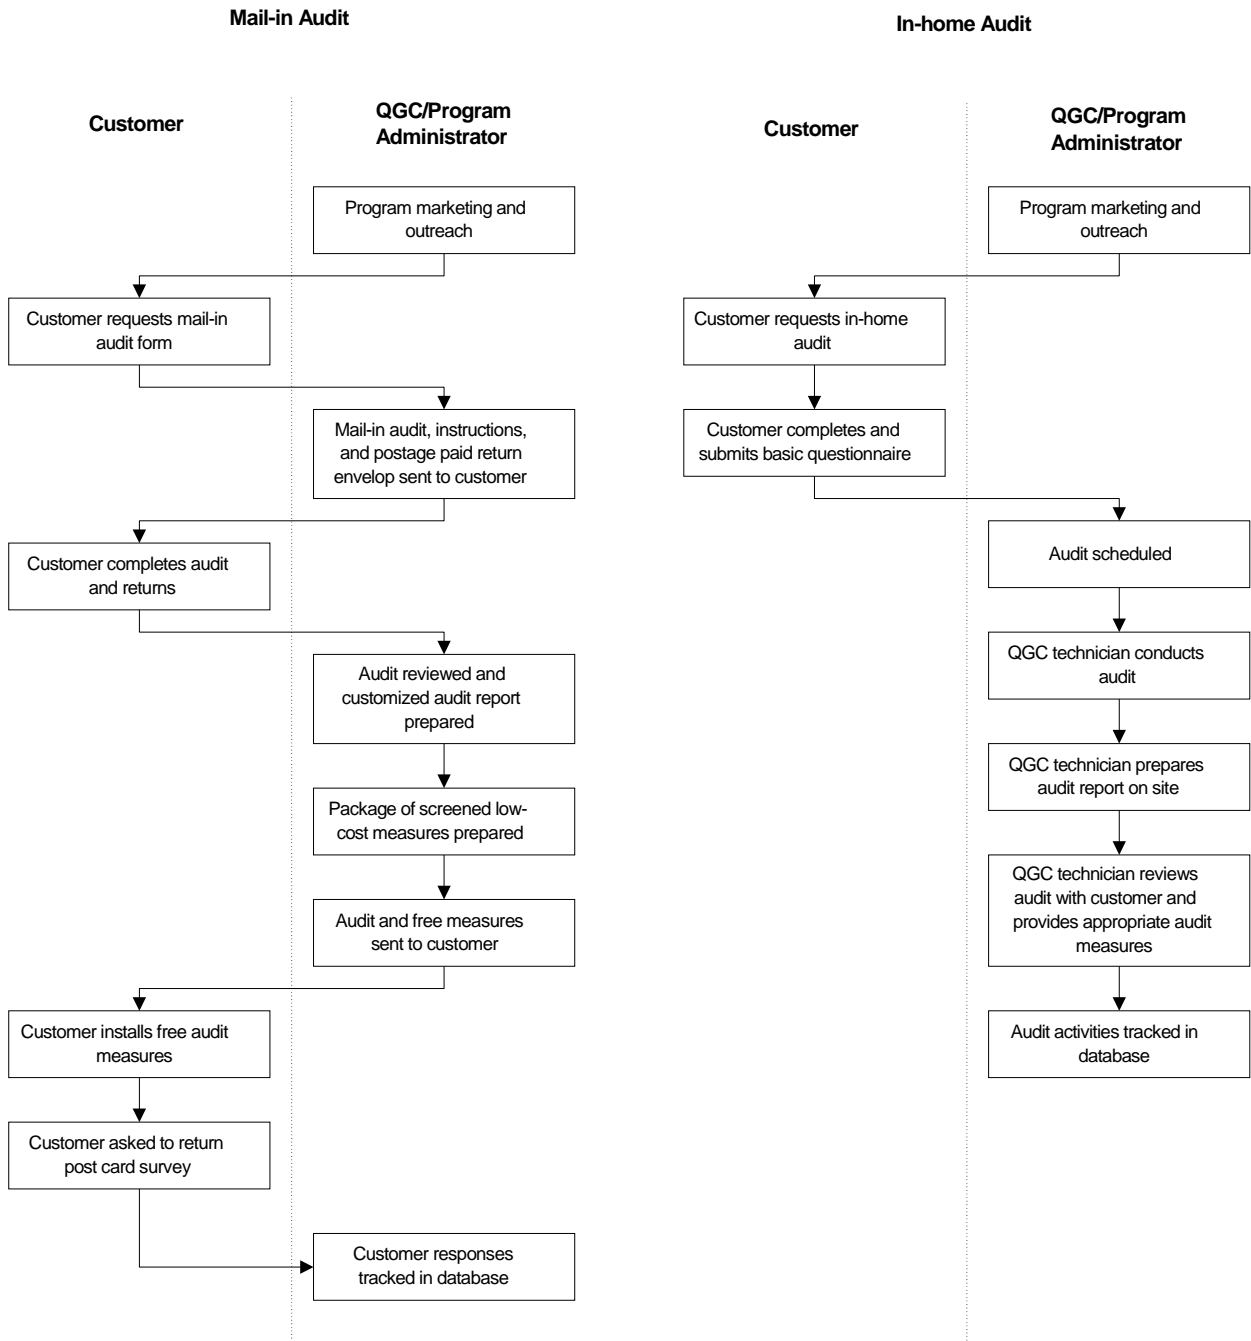 Mail-in Audit
Customer
QGC/Program
Administrator
Program marketing and
outreach
Customer requests mail-in
audit form
Mail-in audit, instructions,
and postage paid return
envelop sent to customer
Customer completes audit
and returns
Audit reviewed and
customized audit report
prepared
Package of screened low-
cost measures prepared
Audit and free measures
sent to customer
Customer installs free audit
measures
Customer asked to return
post card survey
Customer responses
tracked in database
In-home Audit
Customer
QGC/Program
Administrator
Program marketing and
outreach
Customer requests in-home
audit
Customer completes and
submits basic questionnaire
Audit scheduled
QGC technician conducts
audit
QGC technician prepares
audit report on site
QGC technician reviews
audit with customer and
provides appropriate audit
measures
Audit activities tracked in
database